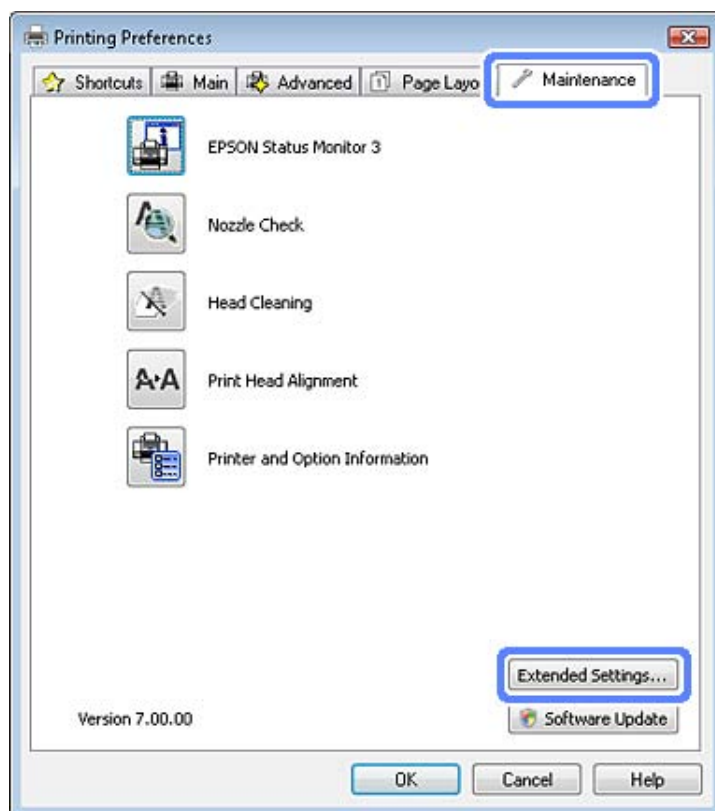 Printing Preferences
Shortcuts Main Advanced Page Layo Maintenance
EPSON Status Monitor 3
Nozzle Check
Head Cleaning
A A Print Head Alignment
Printer and Option Information
Extended Settings...
Version 7.00.00 Software Update
OK Cancel Help